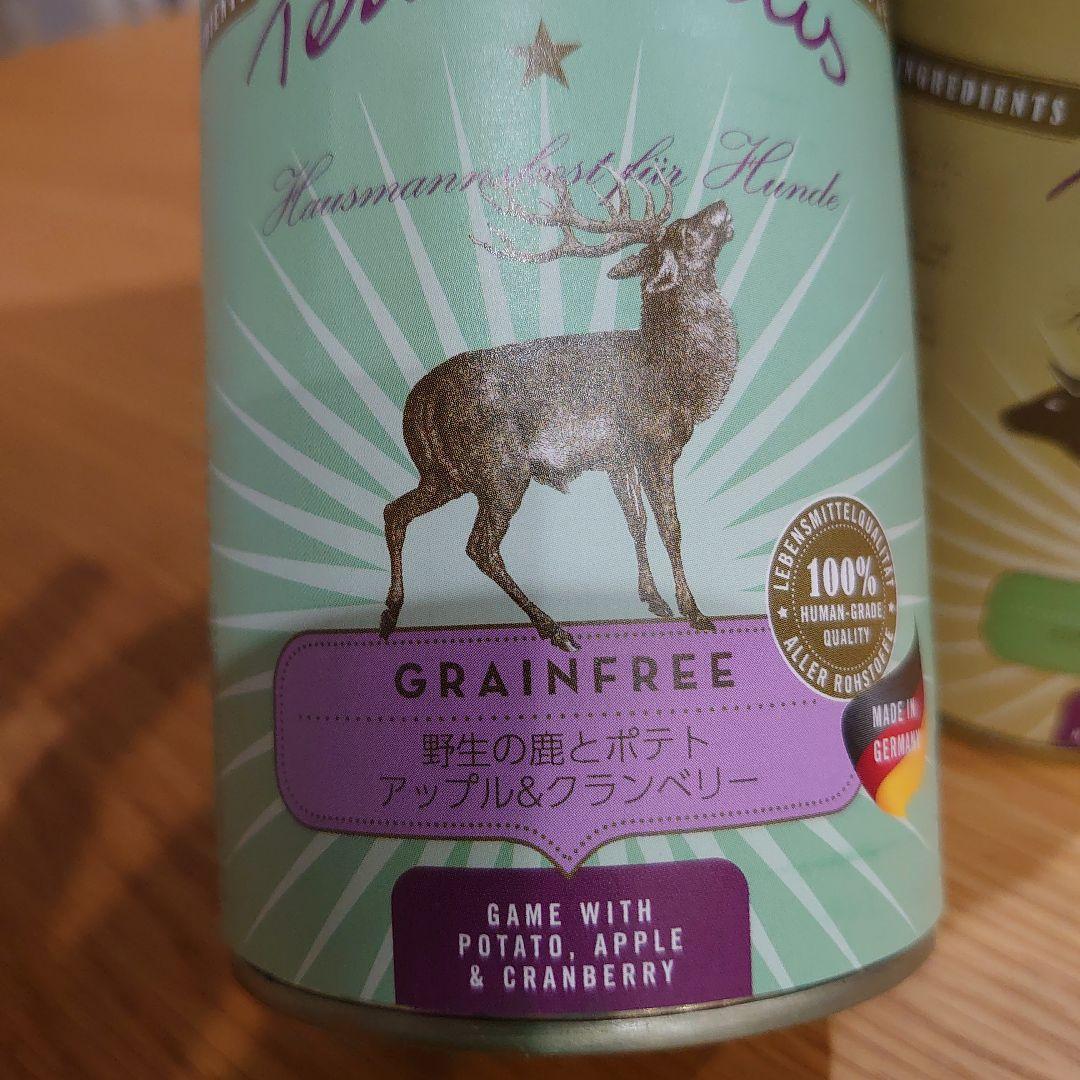 Hausmannskost für Hunde
LEBENSMITTELQUALITÄT
100%
HUMAN-GRADE
QUALITY
ALLER ROHSTOFFE
MADE IN
GERMANY
GRAINFREE
野生の鹿とポテト
アップル&クランベリー
GAME WITH
POTATO, APPLE
& CRANBERRY
INGREDIENTS